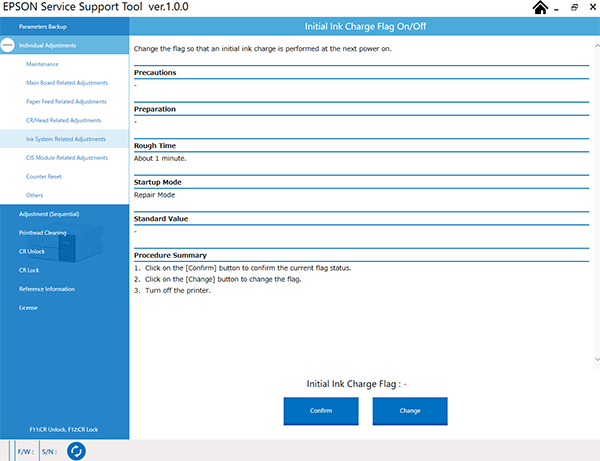 EPSON Service Support Tool ver.1.0.0
Parameters Backup
Individual Adjustments
Maintenance
Main Board Related Adjustments
Paper Feed Related Adjustments
CR/Head Related Adjustments
Ink System Related Adjustments
CIS Module Related Adjustments
Counter Reset
Others
Adjustment (Sequential)
Printhead Cleaning
CR Unlock
CR Lock
Reference Information
License
F11:CR Unlock, F12:CR Lock
Initial Ink Charge Flag On/Off
Change the flag so that an initial ink charge is performed at the next power on.
Precautions
-
Preparation
-
Rough Time
About 1 minute.
Startup Mode
Repair Mode
Standard Value
-
Procedure Summary
1. Click on the [Confirm] button to confirm the current flag status.
2. Click on the [Change] button to change the flag.
3. Turn off the printer.
Initial Ink Charge Flag : -
Confirm
Change
F/W : S/N :